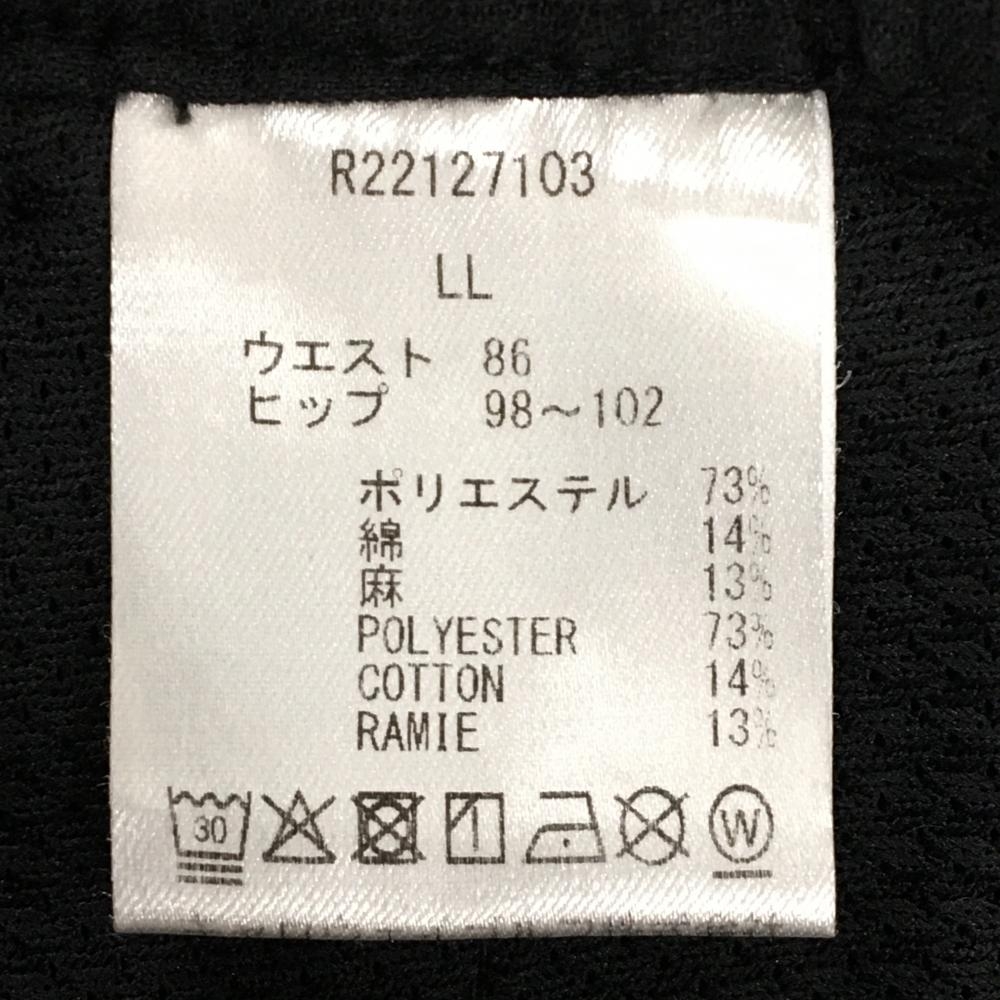 R22127103
LL
ウエスト 86
ヒップ 98～102
ポリエステル 73%
綿 14%
麻 13%
POLYESTER 73%
COTTON 14%
RAMIE 13%
30 W